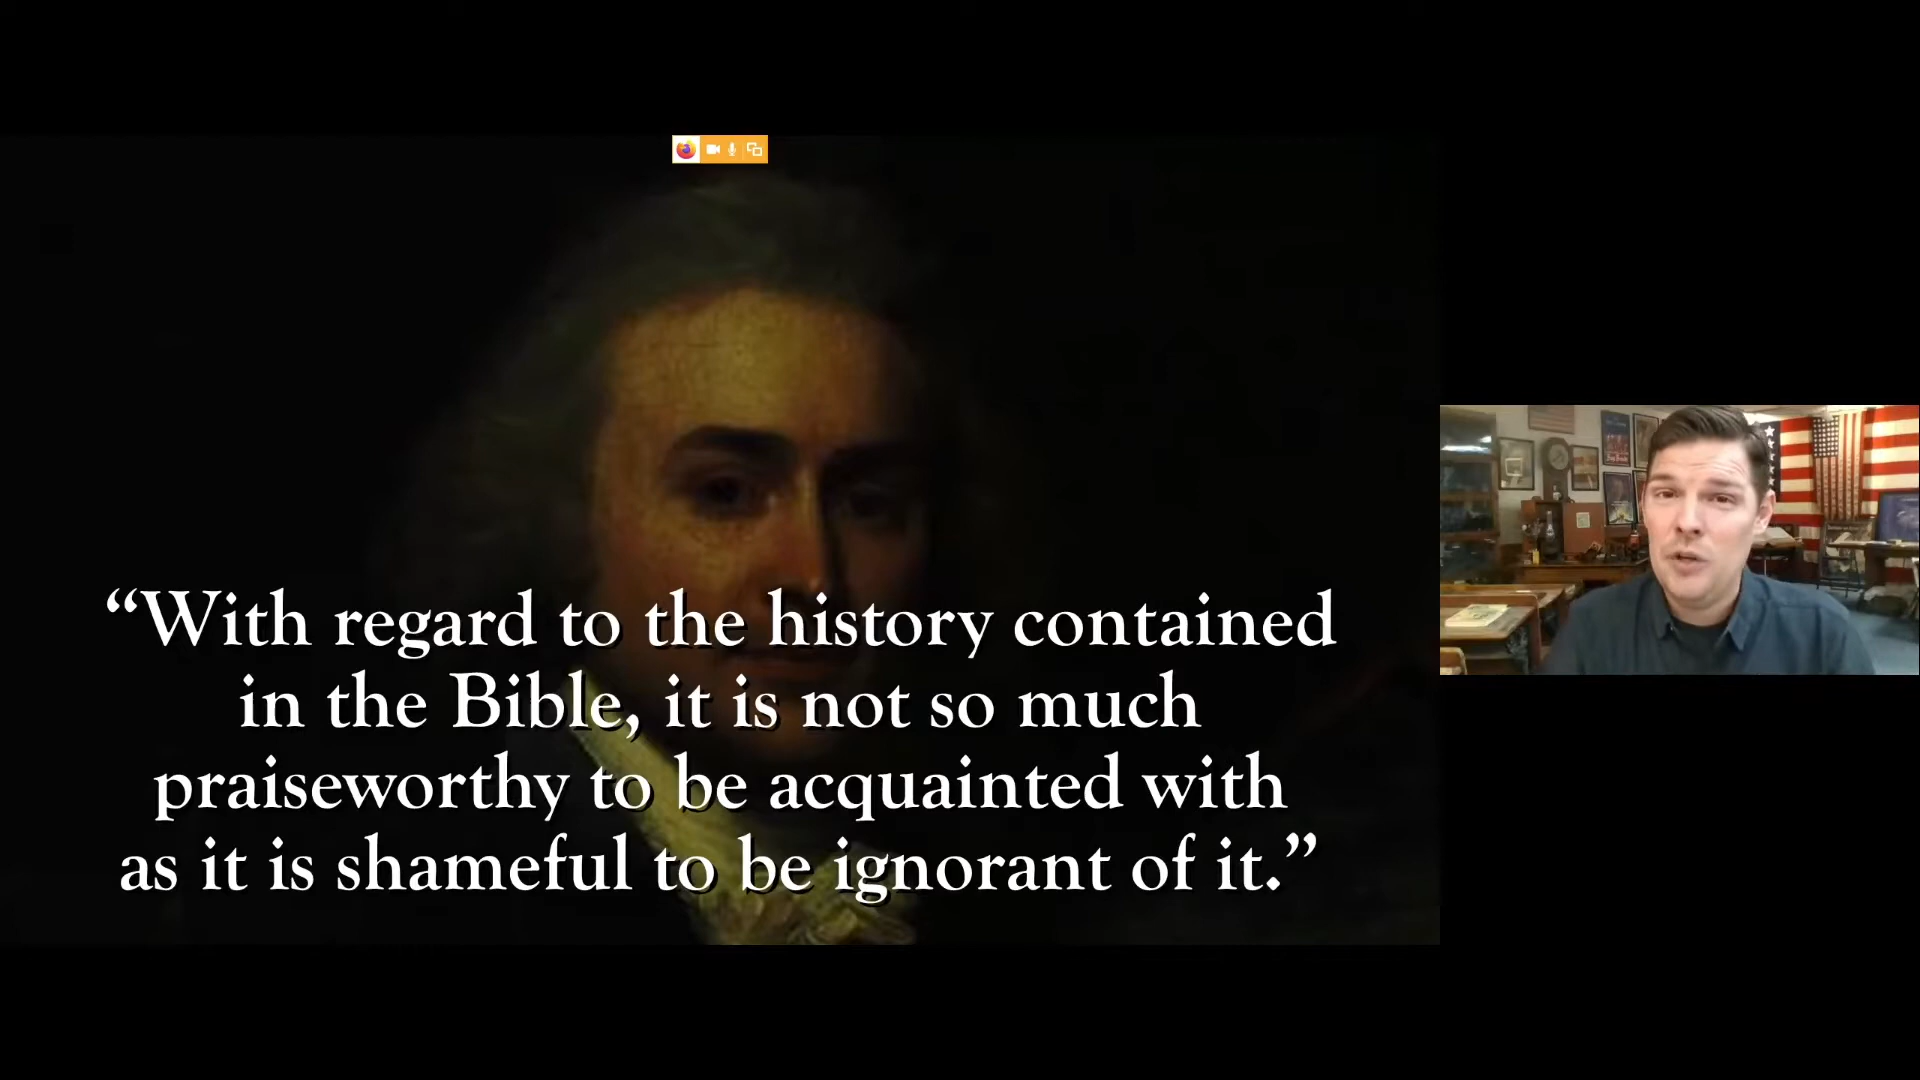 “With regard to the history contained
in the Bible, it is not so much
praiseworthy to be acquainted with
as it is shameful to be ignorant of it.”